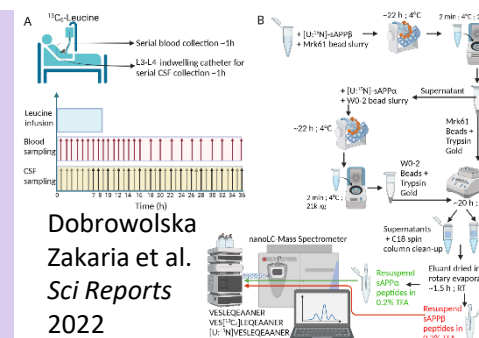 A
¹³C₆-Leucine
Serial blood collection ~1h
L3-L4 indwelling catheter for
serial CSF collection ~1h
Leucine
infusion
Blood
sampling
CSF
sampling
0 1 2 3 4 5 6 7 8 9 10 12 14 16 18 20 22 24 26 28 30 32 34 36
Time (h)
Dobrowolska
Zakaria et al.
Sci Reports
2022
B
+ [U:¹⁵N]-sAPPβ
+ Mrk61 bead slurry
~22 h ; 4°C
2 min ; 4°C ;
Supernatant
+ [U:¹⁵N]-sAPPα
+ W0-2 bead slurry
~22 h ; 4°C
Mrk61
Beads +
Trypsin
Gold
2 min ; 4°C ;
21k xg
W0-2
Beads +
Trypsin
Gold
~20 h ;
Supernatants
+ C18 spin
column clean-up
nanoLC-Mass Spectrometer
Eluant dried in
rotary evapora
~1.5 h ; RT
Resuspend
sAPPα
peptides in
0.2% TFA
Resuspend
sAPPβ
peptides in
VESLEQEAANER
VES[¹³C₆]LEQEAANER
[U:¹⁵N]VESLEQEAANER